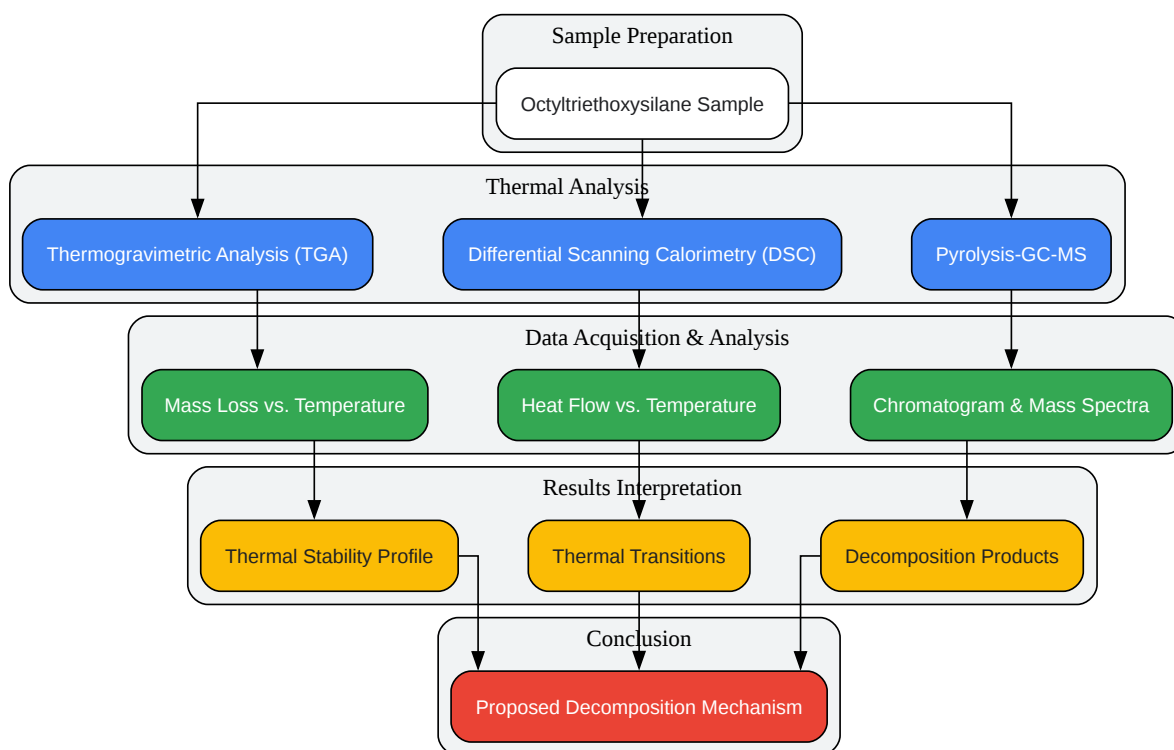 Sample Preparation
Octyltriethoxysilane Sample
Thermal Analysis
Thermogravimetric Analysis (TGA)
Differential Scanning Calorimetry (DSC)
Pyrolysis-GC-MS
Data Acquisition & Analysis
Mass Loss vs. Temperature
Heat Flow vs. Temperature
Chromatogram & Mass Spectra
Results Interpretation
Thermal Stability Profile
Thermal Transitions
Decomposition Products
Conclusion
Proposed Decomposition Mechanism